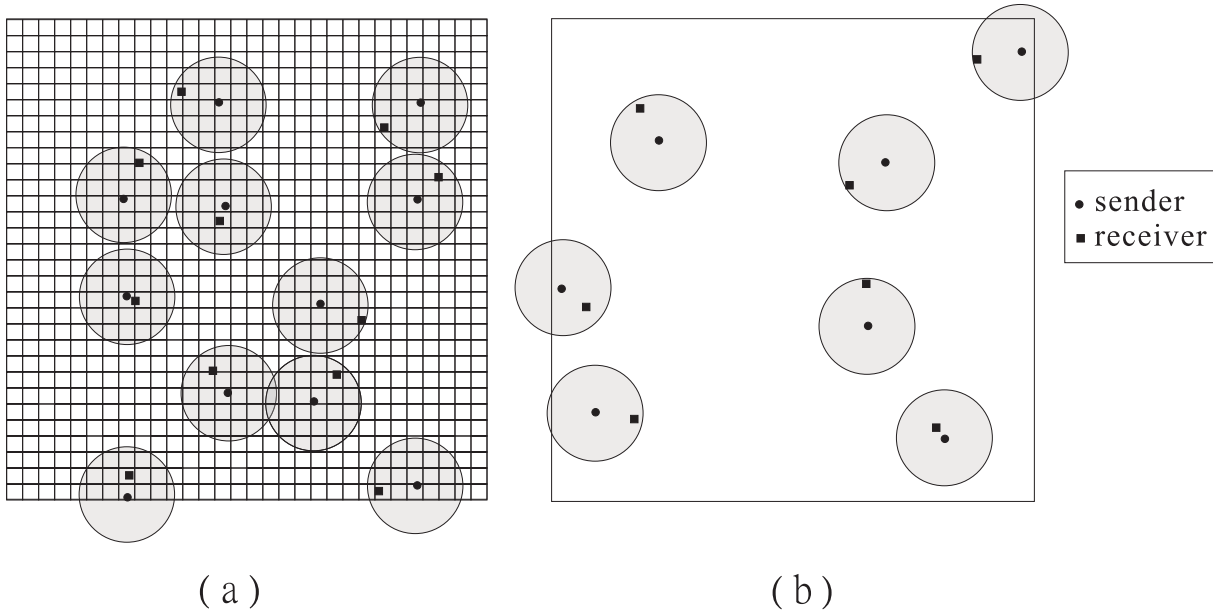 sender
receiver
( a )
( b )